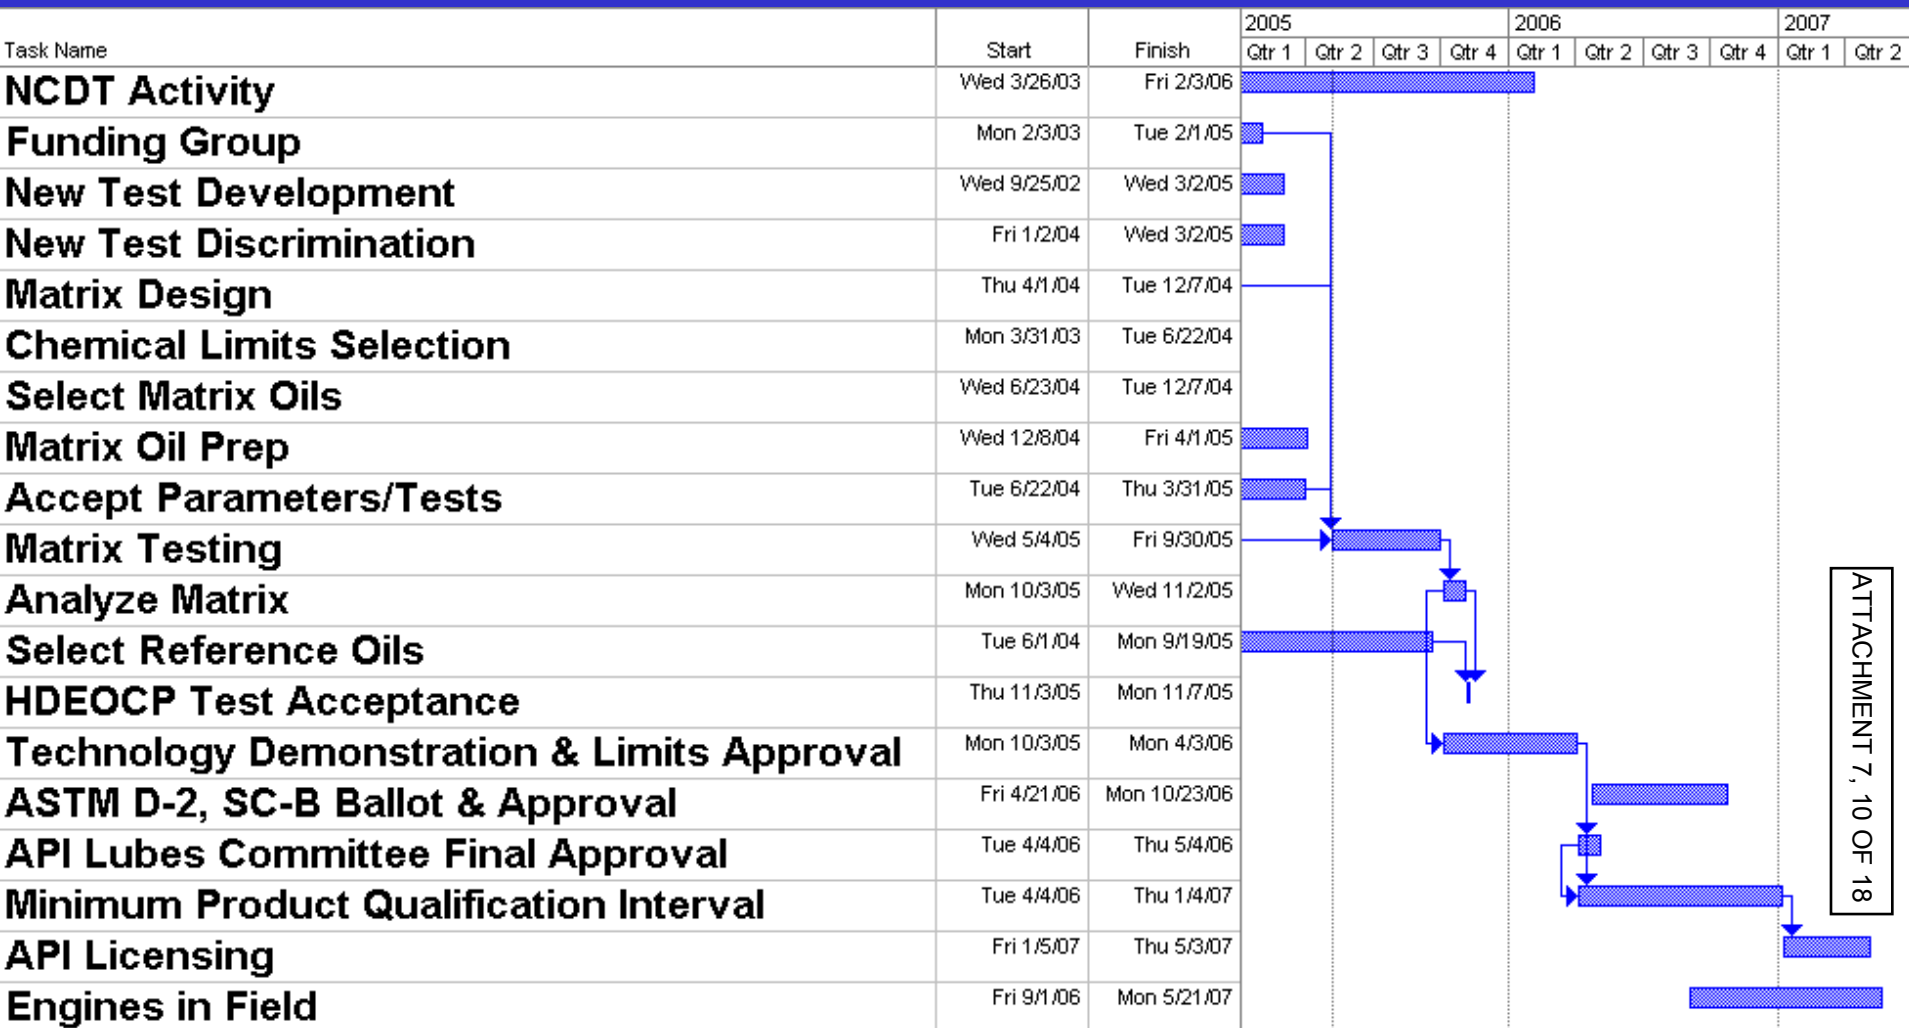 2005 2006 2007
Task Name Start Finish Qtr 1 Qtr 2 Qtr 3 Qtr 4 Qtr 1 Qtr 2 Qtr 3 Qtr 4 Qtr 1 Qtr 2
NCDT Activity Wed 3/26/03 Fri 2/3/06
Funding Group Mon 2/3/03 Tue 2/1/05
New Test Development Wed 9/25/02 Wed 3/2/05
New Test Discrimination Fri 1/2/04 Wed 3/2/05
Matrix Design Thu 4/1/04 Tue 12/7/04
Chemical Limits Selection Mon 3/31/03 Tue 6/22/04
Select Matrix Oils Wed 6/23/04 Tue 12/7/04
Matrix Oil Prep Wed 12/8/04 Fri 4/1/05
Accept Parameters/Tests Tue 6/22/04 Thu 3/31/05
Matrix Testing Wed 5/4/05 Fri 9/30/05
Analyze Matrix Mon 10/3/05 Wed 11/2/05
Select Reference Oils Tue 6/1/04 Mon 9/19/05
HDEOCP Test Acceptance Thu 11/3/05 Mon 11/7/05
Technology Demonstration & Limits Approval Mon 10/3/05 Mon 4/3/06
ASTM D-2, SC-B Ballot & Approval Fri 4/21/06 Mon 10/23/06
API Lubes Committee Final Approval Tue 4/4/06 Thu 5/4/06
Minimum Product Qualification Interval Tue 4/4/06 Thu 1/4/07
API Licensing Fri 1/5/07 Thu 5/3/07
Engines in Field Fri 9/1/06 Mon 5/21/07
ATTACHMENT 7, 10 OF 18